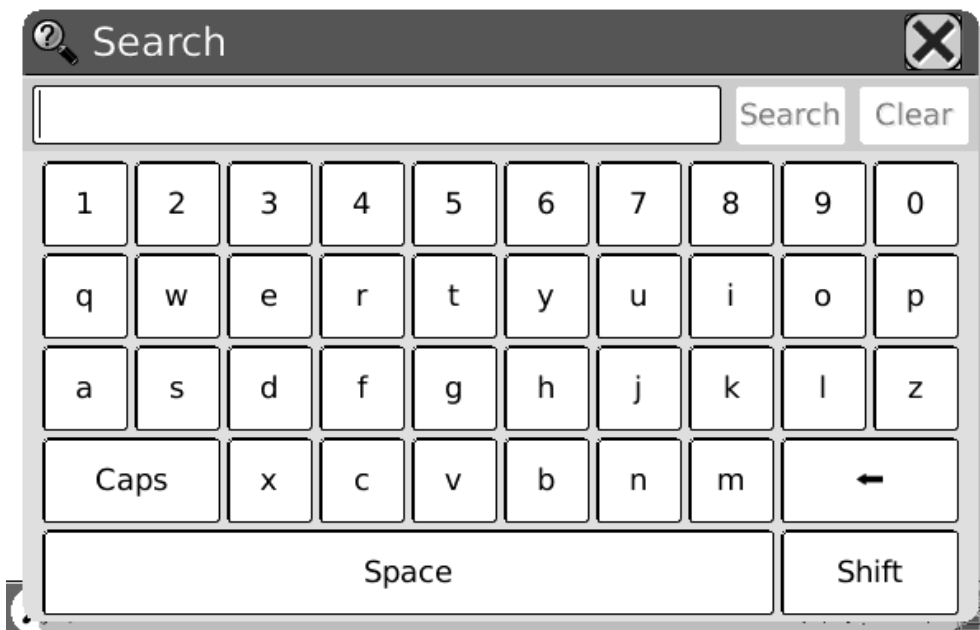 Search
Search Clear
1 2 3 4 5 6 7 8 9 0
q w e r t y u i o p
a s d f g h j k l z
Caps x c v b n m ←
Space Shift